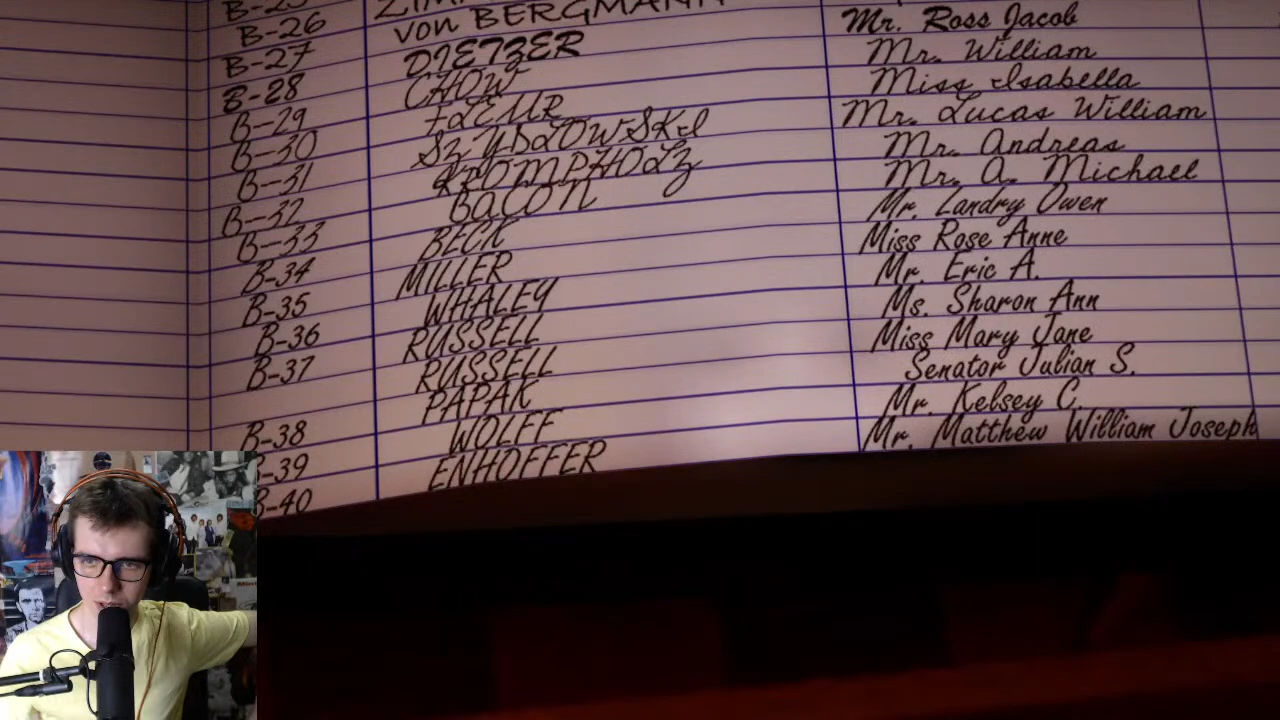 B-26
B-27 von BERGMANN
B-28 DIETZER Mr. Ross Jacob
B-29 CHOW Mr. William
B-30 FLEUR Miss Isabella
B-31 SZYDLOWSKI Mr. Lucas William
B-32 KROMPHOLZ Mr. Andreas
B-33 BACON Mr. A. Michael
B-34 BECK Mr. Landry Owen
B-35 MILLER Miss Rose Anne
B-36 WHALEY Mr. Eric A.
B-37 RUSSELL Ms. Sharon Ann
RUSSELL Miss Mary Jane
B-38 PAPAK Senator Julian S.
B-39 WOLFF Mr. Kelsey C.
B-40 ENHOFFER Mr. Matthew William Joseph